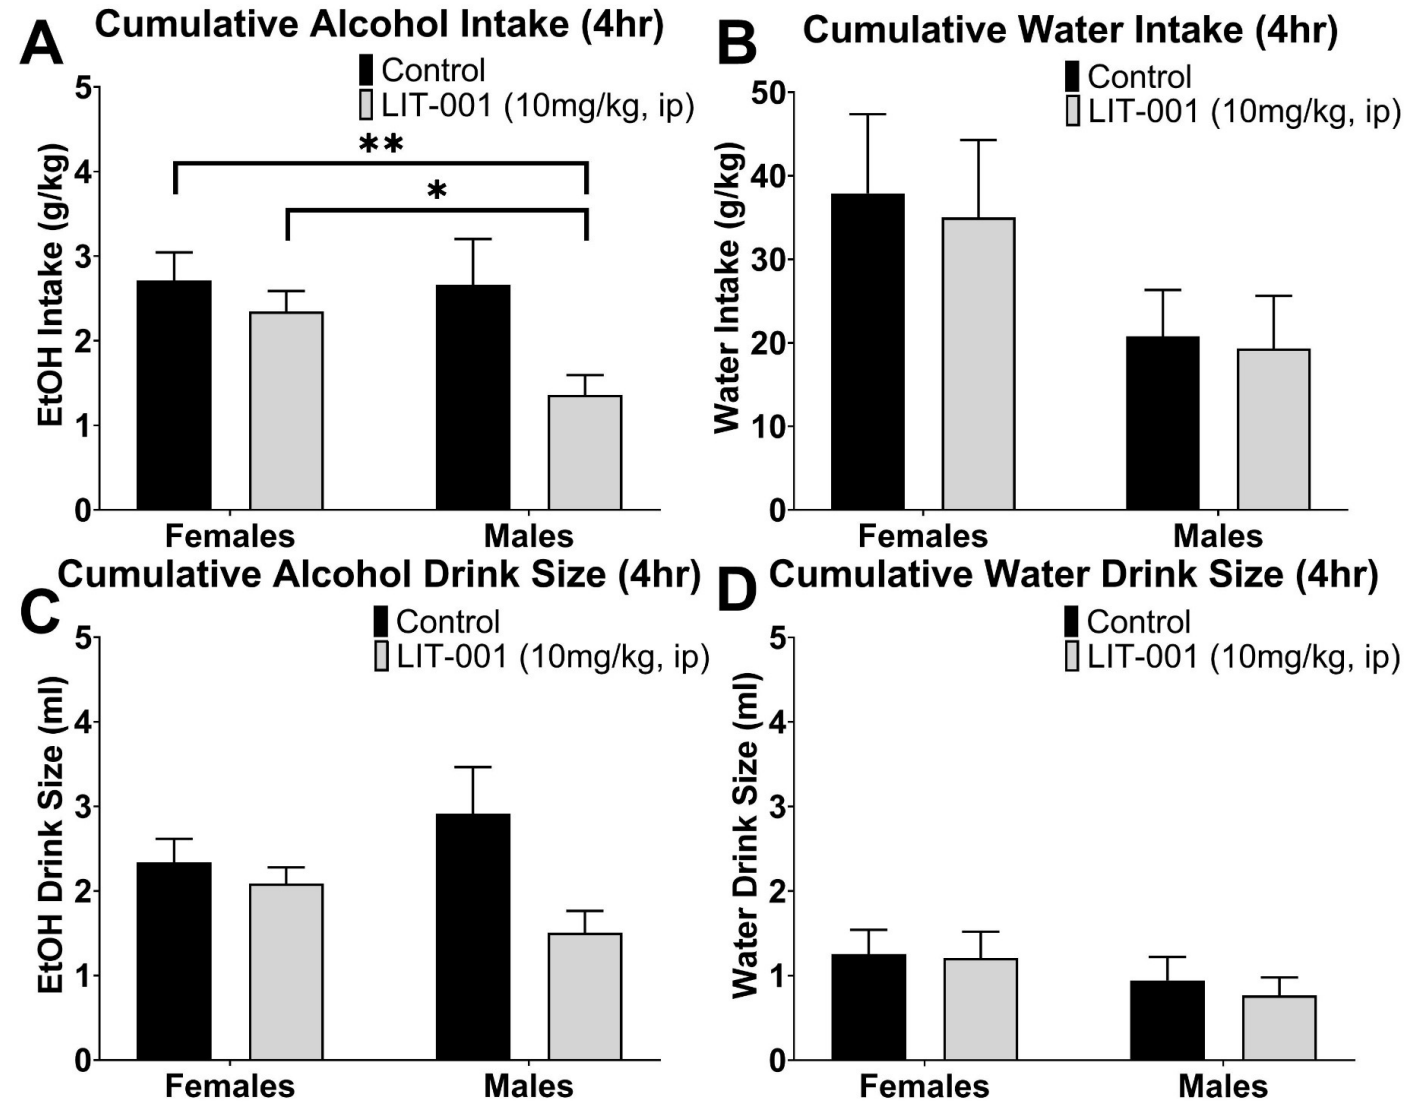 A
Cumulative Alcohol Intake (4hr)
Control
LIT-001 (10mg/kg, ip)
EtOH Intake (g/kg)
5
4
3
2
1
0
**
*
Females
Males
B
Cumulative Water Intake (4hr)
Control
LIT-001 (10mg/kg, ip)
Water Intake (g/kg)
50
40
30
20
10
0
Females
Males
C
Cumulative Alcohol Drink Size (4hr)
Control
LIT-001 (10mg/kg, ip)
EtOH Drink Size (ml)
5
4
3
2
1
0
Females
Males
D
Cumulative Water Drink Size (4hr)
Control
LIT-001 (10mg/kg, ip)
Water Drink Size (ml)
5
4
3
2
1
0
Females
Males